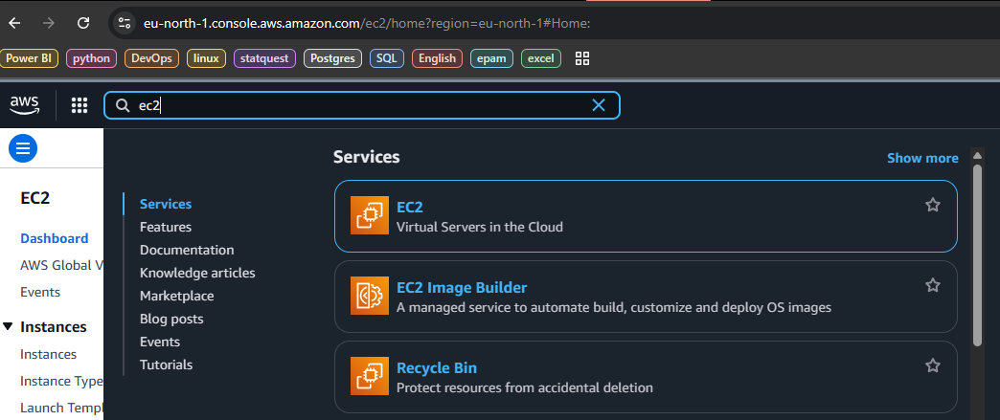 eu-north-1.console.aws.amazon.com/ec2/home?region=eu-north-1#Home:
Power BI python DevOps linux statquest Postgres SQL English epam excel
aws
ec2
Services
Show more
EC2
Dashboard
AWS Global V
Events
Instances
Instances
Instance Type
Launch Templ
Services
Features
Documentation
Knowledge articles
Marketplace
Blog posts
Events
Tutorials
EC2
Virtual Servers in the Cloud
EC2 Image Builder
A managed service to automate build, customize and deploy OS images
Recycle Bin
Protect resources from accidental deletion